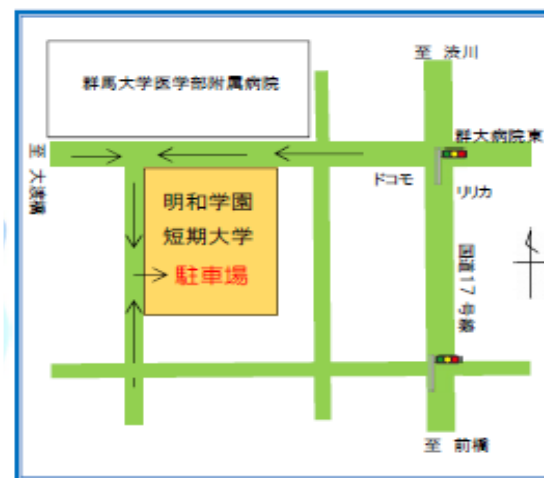 至 渋川
群馬大学医学部附属病院
群大病院東
至 大渡橋
ドコモ
リリカ
明和学園
短期大学
駐車場
国道17号線
至 前橋